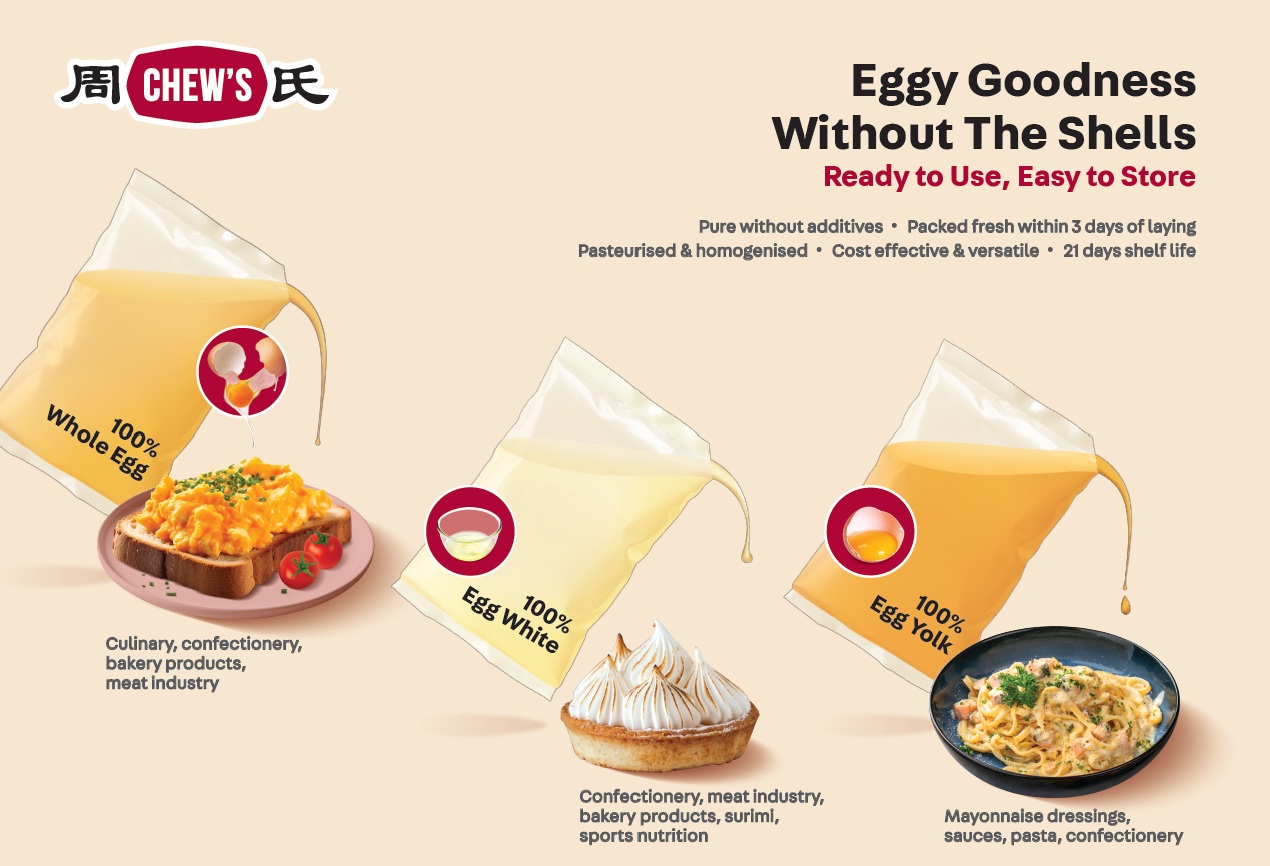 周 CHEW'S 氏
Eggy Goodness
Without The Shells
Ready to Use, Easy to Store
Pure without additives • Packed fresh within 3 days of laying
Pasteurised & homogenised • Cost effective & versatile • 21 days shelf life
100%
Whole Egg
Culinary, confectionery,
bakery products,
meat industry
100%
Egg White
Confectionery, meat industry,
bakery products, surimi,
sports nutrition
100%
Egg Yolk
Mayonnaise dressings,
sauces, pasta, confectionery